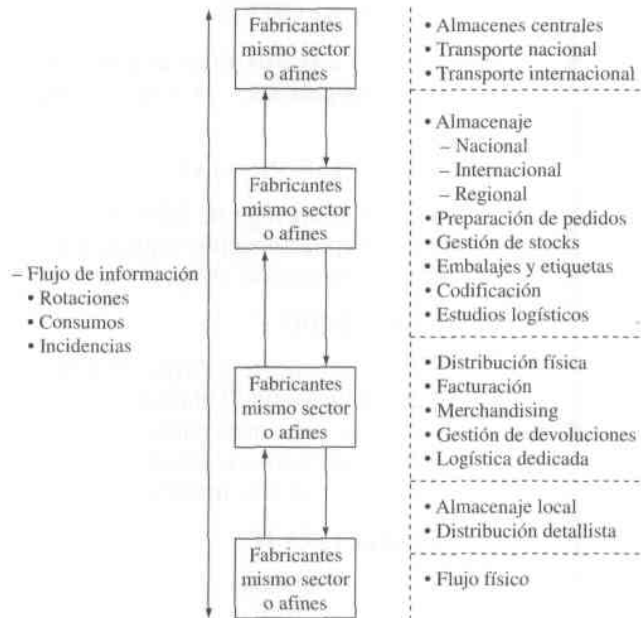 Fabricantes
mismo sector
o afines
• Almacenes centrales
• Transporte nacional
• Transporte internacional
Fabricantes
mismo sector
o afines
• Almacenaje
– Nacional
– Internacional
– Regional
• Preparación de pedidos
• Gestión de stocks
• Embalajes y etiquetas
• Codificación
• Estudios logísticos
– Flujo de información
• Rotaciones
• Consumos
• Incidencias
Fabricantes
mismo sector
o afines
• Distribución física
• Facturación
• Merchandising
• Gestión de devoluciones
• Logística dedicada
• Almacenaje local
• Distribución detallista
Fabricantes
mismo sector
o afines
• Flujo físico